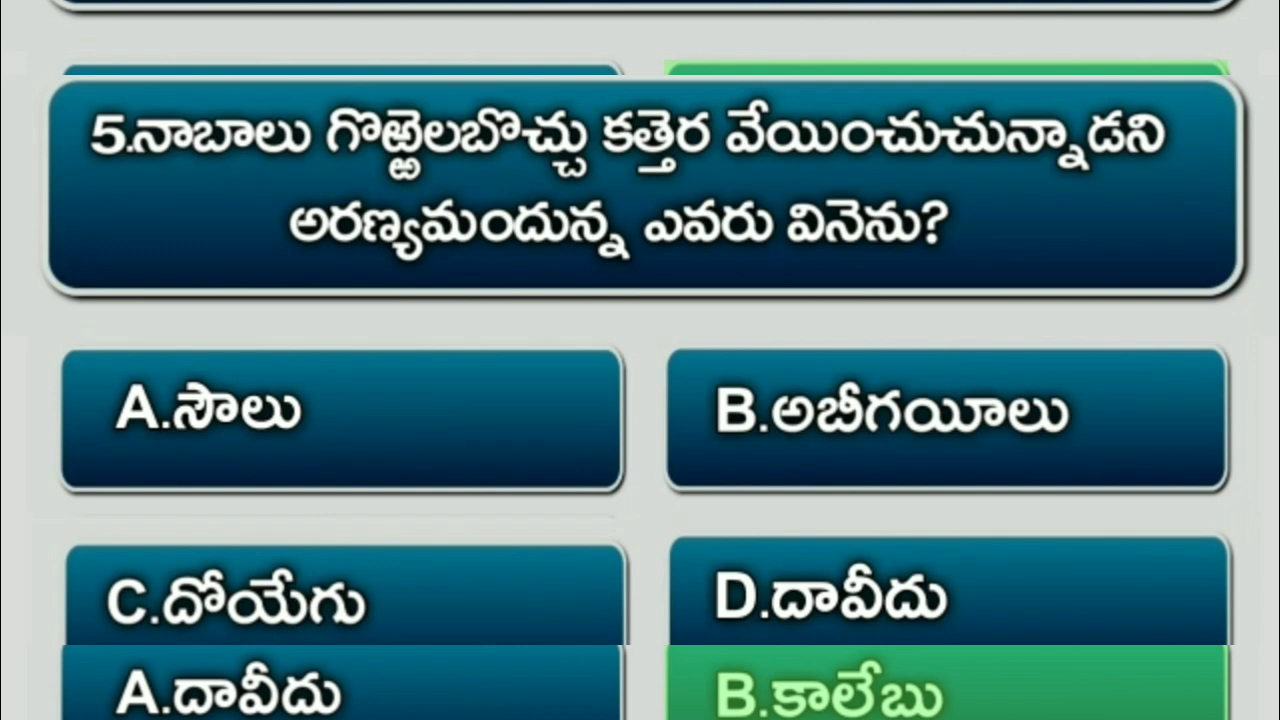 5.నాబాలు గొఱ్ఱెలబొచ్చు కత్తెర వేయించుచున్నాడని
అరణ్యమందున్న ఎవరు వినెను?
A.సౌలు
B.అబీగయీలు
C.దోయేగు
D.దావీదు
A.దావీదు
B.కాలేబు